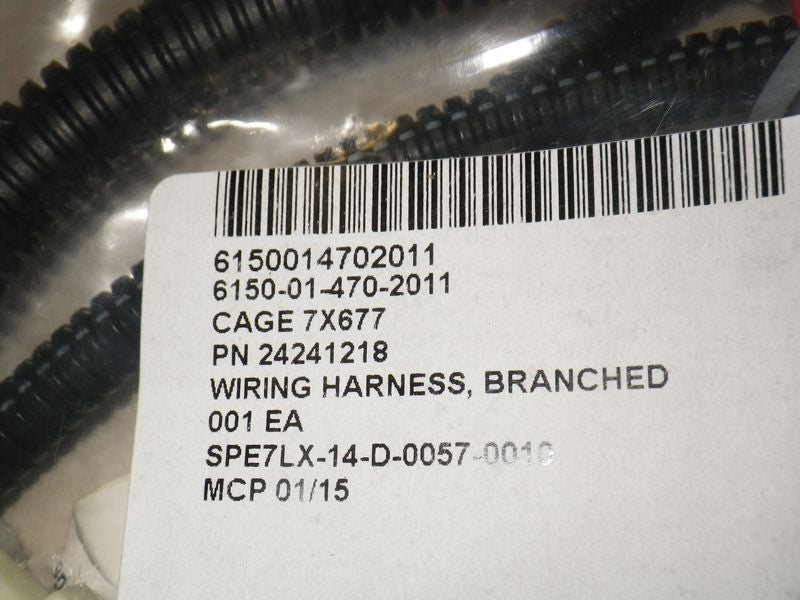 6150014702011
6150-01-470-2011
CAGE 7X677
PN 24241218
WIRING HARNESS, BRANCHED
001 EA
SPE7LX-14-D-0057-0010
MCP 01/15